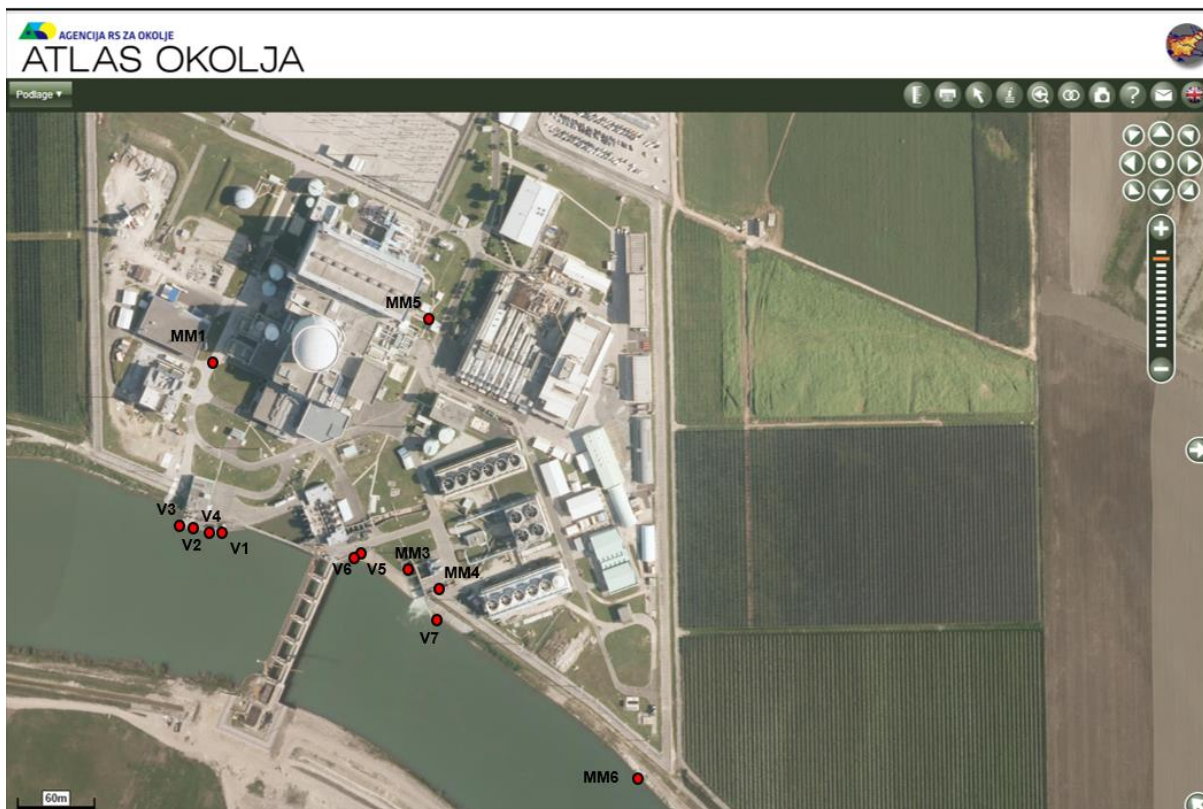 AGENCIJA RS ZA OKOLJE
ATLAS OKOLJA
Podlage ▼
?
MM5
MM1
V3
V4
V2
V1
V6
V5
MM3
MM4
V7
MM6
60m